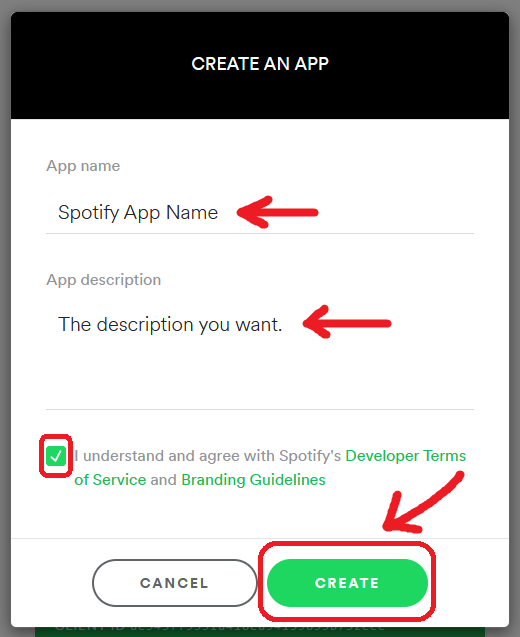 CREATE AN APP
App name
Spotify App Name
App description
The description you want.
I understand and agree with Spotify's Developer Terms
of Service and Branding Guidelines
CANCEL
CREATE